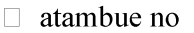 □ atambue no